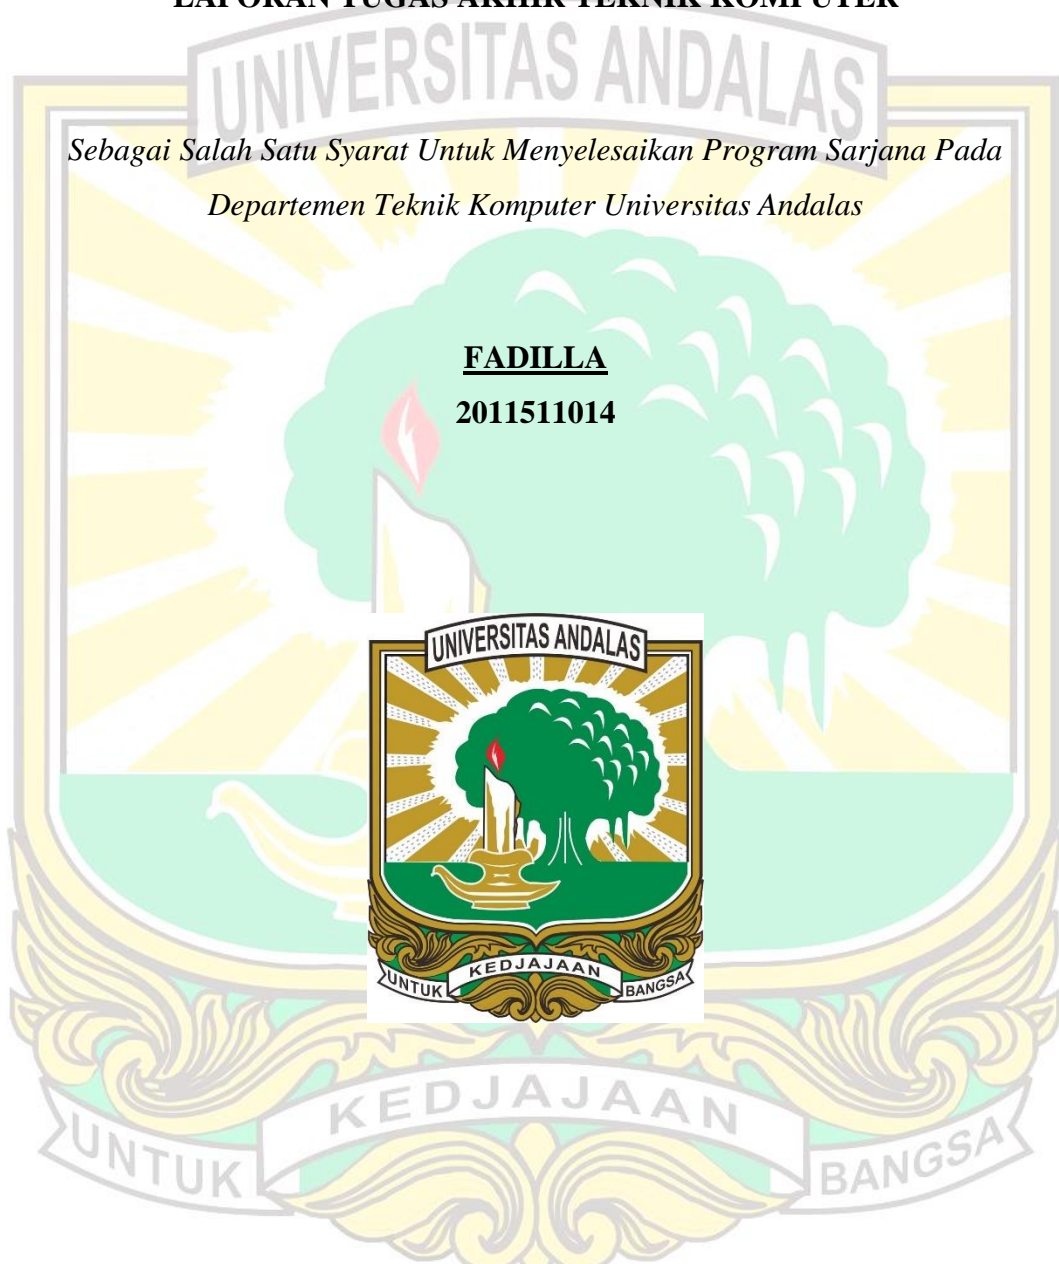 LAPORAN TUGAS AKHIR TEKNIK KOMPUTER
UNIVERSITAS ANDALAS
Sebagai Salah Satu Syarat Untuk Menyelesaikan Program Sarjana Pada
Departemen Teknik Komputer Universitas Andalas
FADILLA
2011511014
UNIVERSITAS ANDALAS
UNTUK KEDJAJAAN BANGSA
UNTUK KEDJAJAAN BANGSA